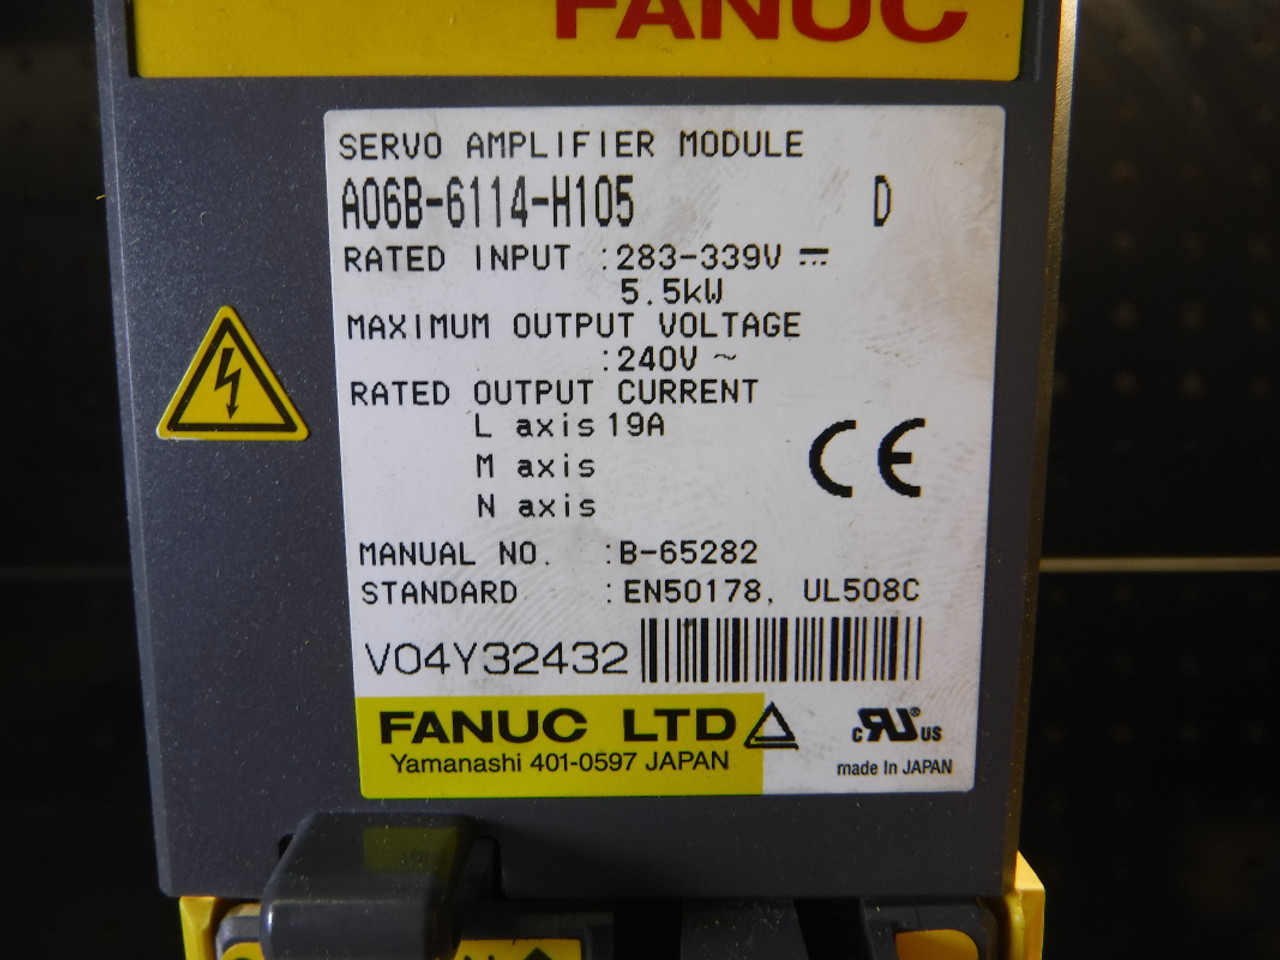 FANUC
SERVO AMPLIFIER MODULE
A06B-6114-H105 D
RATED INPUT :283-339V ⎓
5.5kW
MAXIMUM OUTPUT VOLTAGE
:240V ~
RATED OUTPUT CURRENT
L axis 19A
M axis
N axis
CE
MANUAL NO. :B-65282
STANDARD :EN50178, UL508C
V04Y32432
FANUC LTD
Yamanashi 401-0597 JAPAN
c RU ® US
made In JAPAN